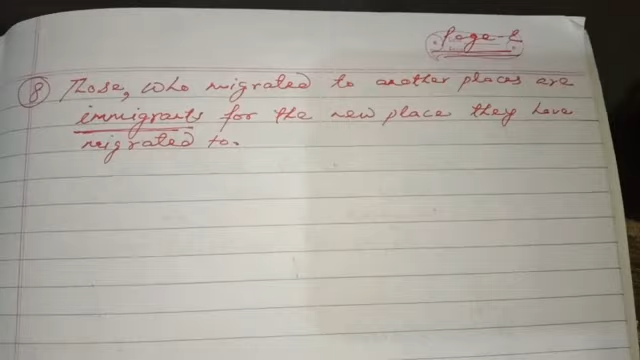 Page-2
8 Those, who migrated to another places are
immigrants for the new place they have
migrated to.